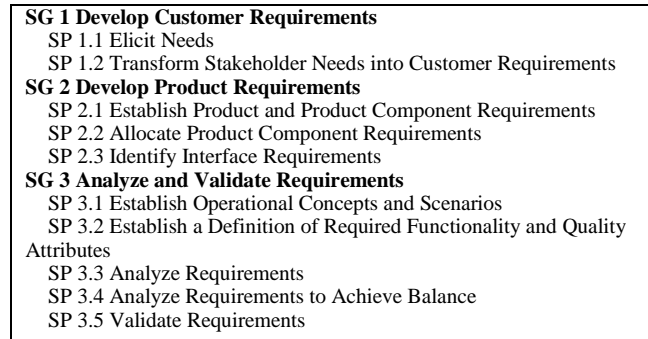 SG 1 Develop Customer Requirements
SP 1.1 Elicit Needs
SP 1.2 Transform Stakeholder Needs into Customer Requirements
SG 2 Develop Product Requirements
SP 2.1 Establish Product and Product Component Requirements
SP 2.2 Allocate Product Component Requirements
SP 2.3 Identify Interface Requirements
SG 3 Analyze and Validate Requirements
SP 3.1 Establish Operational Concepts and Scenarios
SP 3.2 Establish a Definition of Required Functionality and Quality
Attributes
SP 3.3 Analyze Requirements
SP 3.4 Analyze Requirements to Achieve Balance
SP 3.5 Validate Requirements